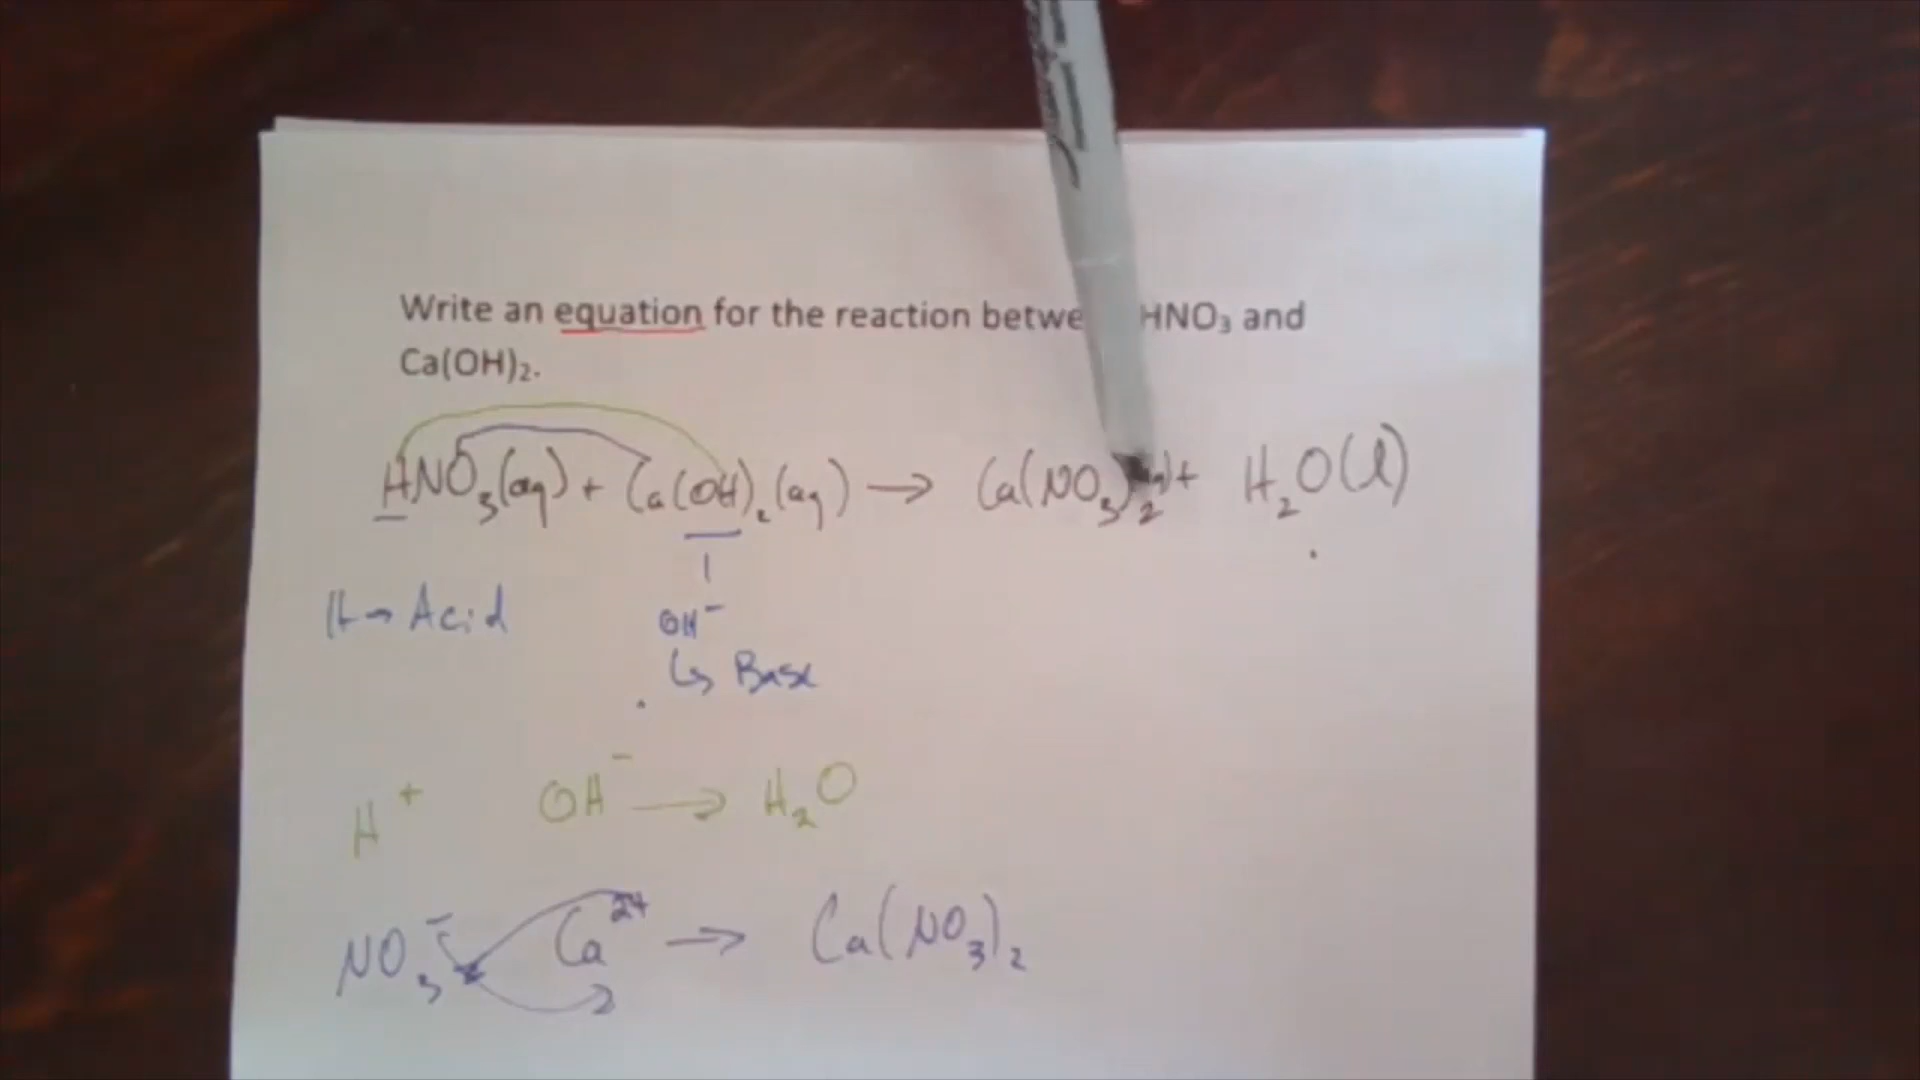 Write an equation for the reaction HNO₃ and
Ca(OH)₂.
HNO₃(aq) + Ca(OH)₂(aq) → Ca(NO₃)₂ + H₂O(l)
H → Acid
OH⁻
↳ Base
H⁺ OH⁻ → H₂O
NO₃⁻ Ca²⁺ → Ca(NO₃)₂